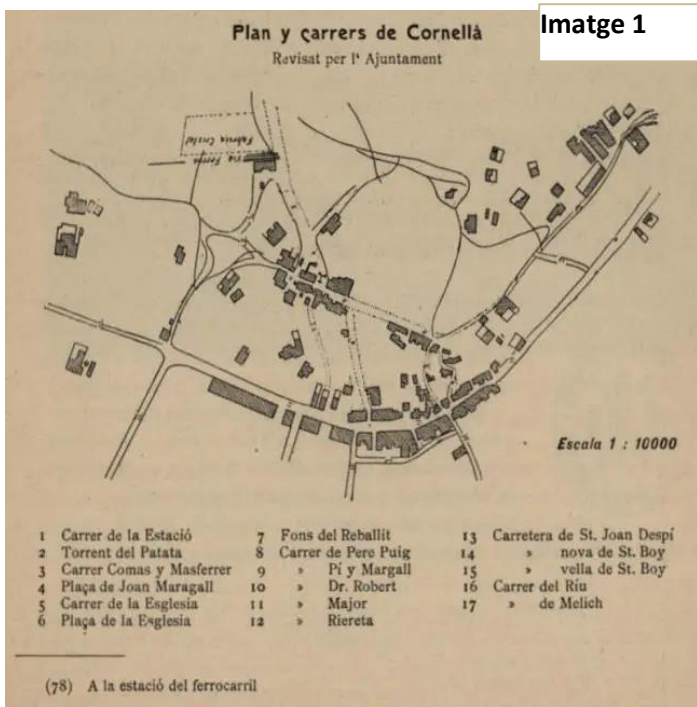 Imatge 1
Plan y carrers de Cornellà
Revisat per l' Ajuntament
Via Ferrea
Escala 1 : 10000
1 Carrer de la Estació
2 Torrent del Patata
3 Carrer Comas y Masferrer
4 Plaça de Joan Maragall
5 Carrer de la Esglesia
6 Plaça de la Esglesia
7 Fons del Reballit
8 Carrer de Pere Puig
9 » Pí y Margall
10 » Dr. Robert
11 » Major
12 » Riereta
13 Carretera de St. Joan Despí
14 » nova de St. Boy
15 » vella de St. Boy
16 Carrer del Ríu
17 » de Melich
(78) A la estació del ferrocarril